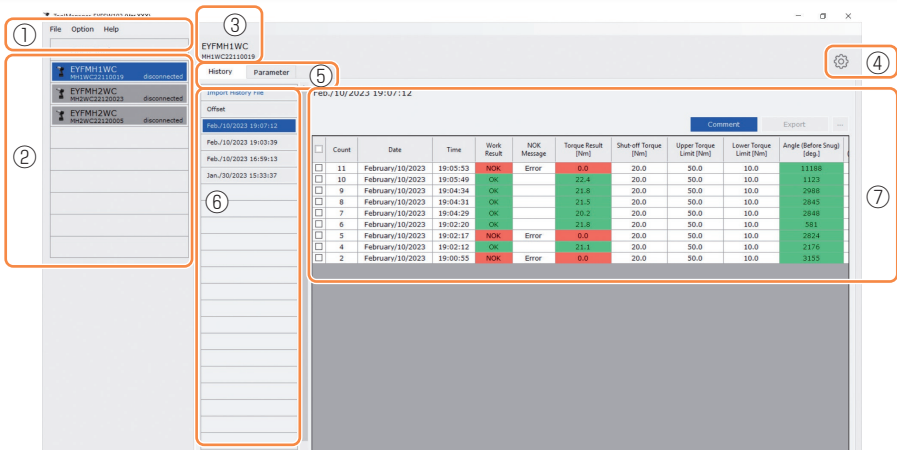 ①
File Option Help
③
EYFMH1WC
MH1WC22110019
④
②
EYFMH1WC
MH1WC22110019 disconnected
EYFMH2WC
MH2WC22120023 disconnected
EYFMH2WC
MH2WC22120005 disconnected
History Parameter
⑤
Import History File
Offset
Feb./10/2023 19:07:12
Feb./10/2023 19:03:39
Feb./10/2023 16:59:13
Jan./30/2023 15:33:37
⑥
Feb./10/2023 19:07:12
Comment Export ...
Count Date Time Work Result NOK Message Torque Result [Nm] Shut-off Torque [Nm] Upper Torque Limit [Nm] Lower Torque Limit [Nm] Angle (Before Snug) [deg.]
11 February/10/2023 19:05:53 NOK Error 0.0 20.0 50.0 10.0 11188
10 February/10/2023 19:05:49 OK 22.4 20.0 50.0 10.0 1123
9 February/10/2023 19:04:34 OK 21.8 20.0 50.0 10.0 2988
8 February/10/2023 19:04:31 OK 21.5 20.0 50.0 10.0 2845
7 February/10/2023 19:04:29 OK 20.2 20.0 50.0 10.0 2848
6 February/10/2023 19:02:20 OK 21.8 20.0 50.0 10.0 581
5 February/10/2023 19:02:17 NOK Error 0.0 20.0 50.0 10.0 2824
4 February/10/2023 19:02:12 OK 21.1 20.0 50.0 10.0 2176
2 February/10/2023 19:00:55 NOK Error 0.0 20.0 50.0 10.0 3155
⑦